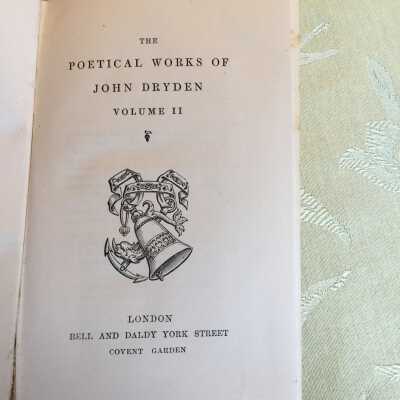 THE
POETICAL WORKS OF
JOHN DRYDEN
VOLUME II
LONDON
BELL AND DALDY YORK STREET
COVENT GARDEN